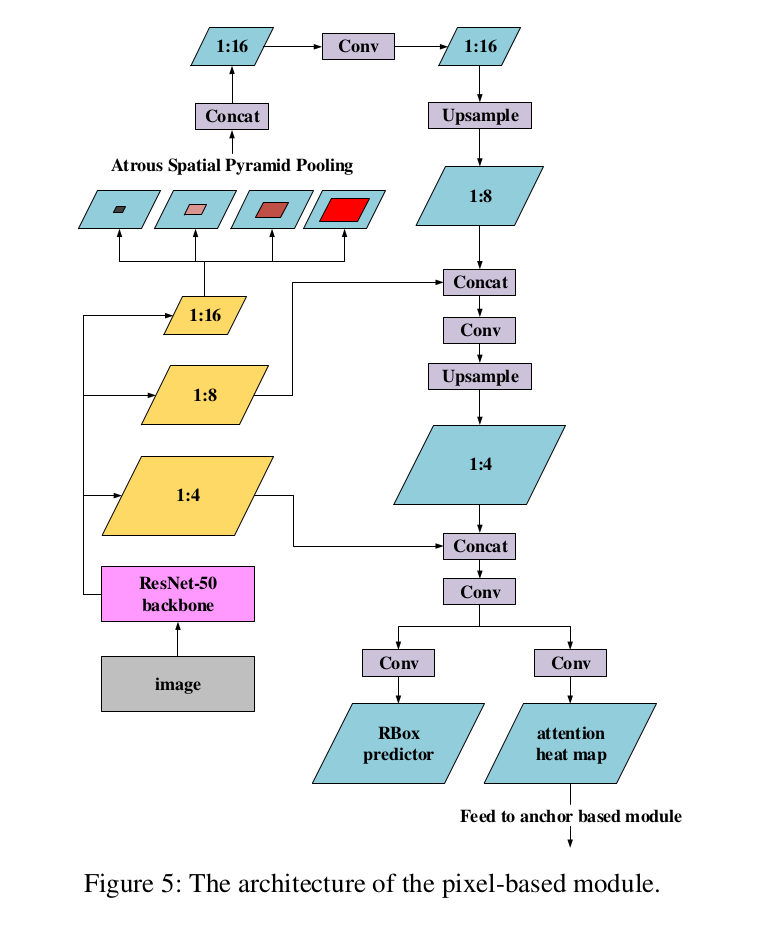 1:16
Conv
1:16
Concat
Upsample
Atrous Spatial Pyramid Pooling
1:8
Concat
1:16
Conv
Upsample
1:8
1:4
1:4
Concat
ResNet-50
backbone
Conv
image
Conv
Conv
RBox
predictor
attention
heat map
Feed to anchor based module
Figure 5: The architecture of the pixel-based module.